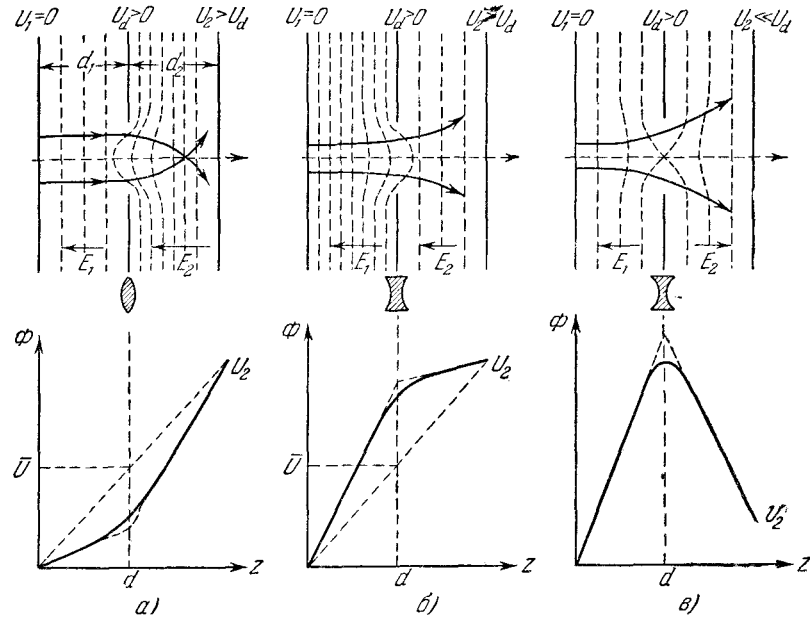 U₁=0 U_d>0 U₂>U_d
d₁ d₂
E₁ E₂
Ф
U₂
Ū
d z
а)
U₁=0 U_d>0 U₂⪎U_d
E₁ E₂
Ф
U₂
Ū
d z
б)
U₁=0 U_d>0 U₂≪U_d
E₁ E₂
Ф
U₂
d z
в)